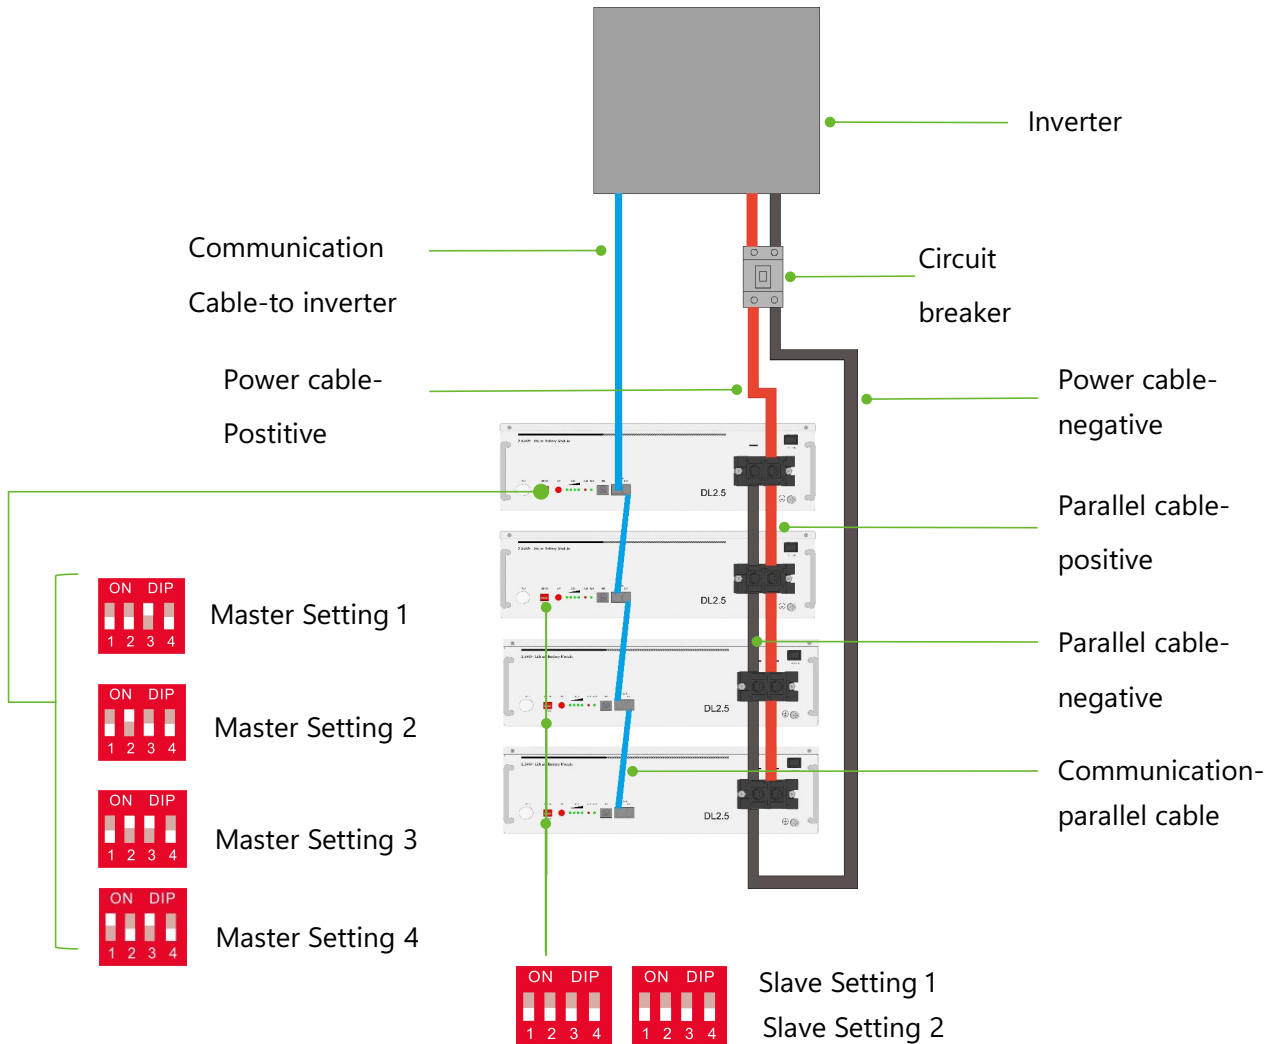 Inverter
Communication
Cable-to inverter
Circuit
breaker
Power cable-
Postitive
Power cable-
negative
DL2.5
Parallel cable-
positive
DL2.5
Parallel cable-
negative
DL2.5
Communication-
parallel cable
DL2.5
ON DIP
1 2 3 4
Master Setting 1
ON DIP
1 2 3 4
Master Setting 2
ON DIP
1 2 3 4
Master Setting 3
ON DIP
1 2 3 4
Master Setting 4
ON DIP
1 2 3 4
ON DIP
1 2 3 4
Slave Setting 1
Slave Setting 2